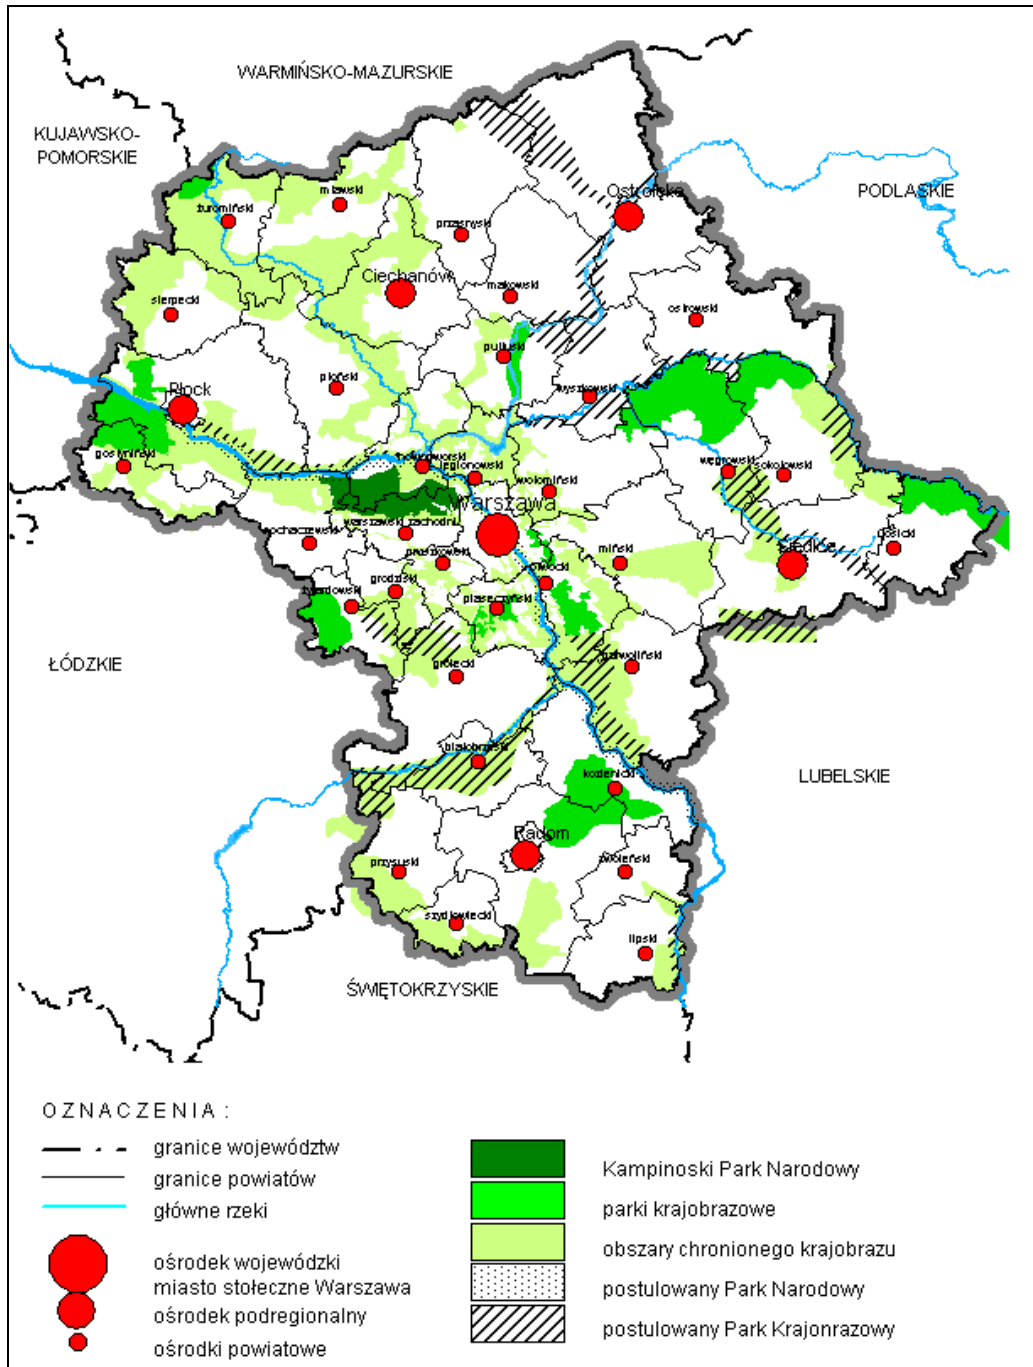 WARMIŃSKO-MAZURSKIE
KUJAWSKO-
POMORSKIE
PODLASKIE
mławski
Ostrołęka
żuromiński
przasnyski
Ciechanów
makowski
sierpecki
ostrowski
pułtuski
płoński
Płock
wyszkowski
gostyniński
nowodworski
legionowski
węgrowski
sokołowski
wołomiński
Warszawa
sochaczewski
warszawski zachodni
pruszkowski
miński
Siedlce
łosicki
otwocki
grodziski
żyrardowski
piaseczyński
ŁÓDZKIE
grójecki
garwoliński
białobrzeski
kozienicki
LUBELSKIE
Radom
przysuski
zwoleński
szydłowiecki
lipski
ŚWIĘTOKRZYSKIE
OZNACZENIA :
granice województw
granice powiatów
główne rzeki
ośrodek wojewódzki
miasto stołeczne Warszawa
ośrodek podregionalny
ośrodki powiatowe
Kampinoski Park Narodowy
parki krajobrazowe
obszary chronionego krajobrazu
postulowany Park Narodowy
postulowany Park Krajonrazowy